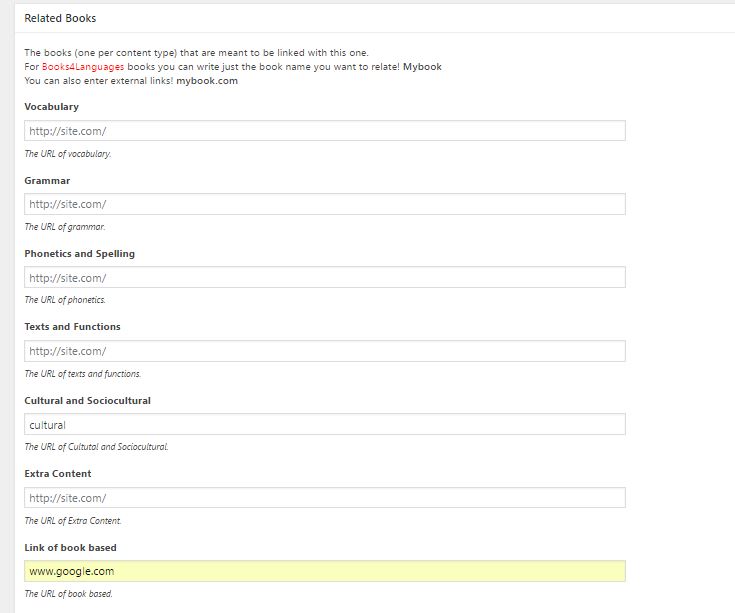 Related Books
The books (one per content type) that are meant to be linked with this one.
For Books4Languages books you can write just the book name you want to relate! Mybook
You can also enter external links! mybook.com
Vocabulary
http://site.com/
The URL of vocabulary.
Grammar
http://site.com/
The URL of grammar.
Phonetics and Spelling
http://site.com/
The URL of phonetics.
Texts and Functions
http://site.com/
The URL of texts and functions.
Cultural and Sociocultural
cultural
The URL of Cultutal and Sociocultural.
Extra Content
http://site.com/
The URL of Extra Content.
Link of book based
www.google.com
The URL of book based.